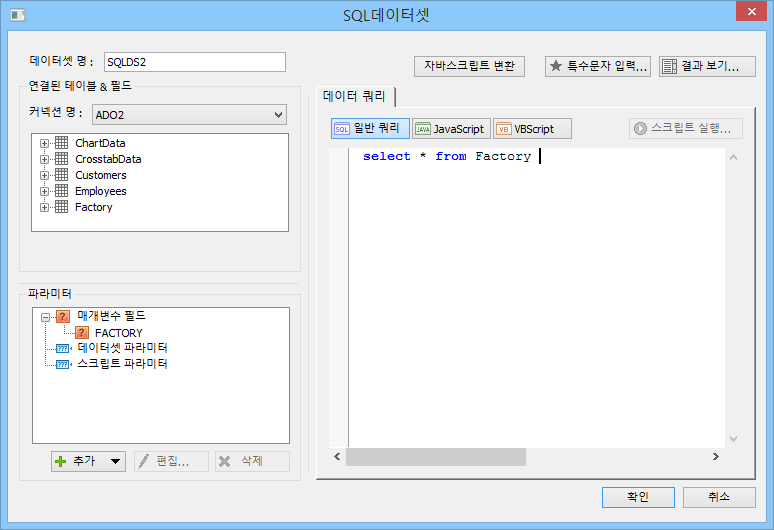 SQL데이터셋
데이터셋 명 : SQLDS2
자바스크립트 변환
특수문자 입력...
결과 보기...
연결된 테이블 & 필드
커넥션 명 : ADO2
ChartData
CrosstabData
Customers
Employees
Factory
파라미터
매개변수 필드
FACTORY
데이터셋 파라미터
스크립트 파라미터
추가
편집...
삭제
데이터 쿼리
SQL 일반 쿼리
JAVA JavaScript
VB VBScript
스크립트 실행...
select * from Factory
확인
취소